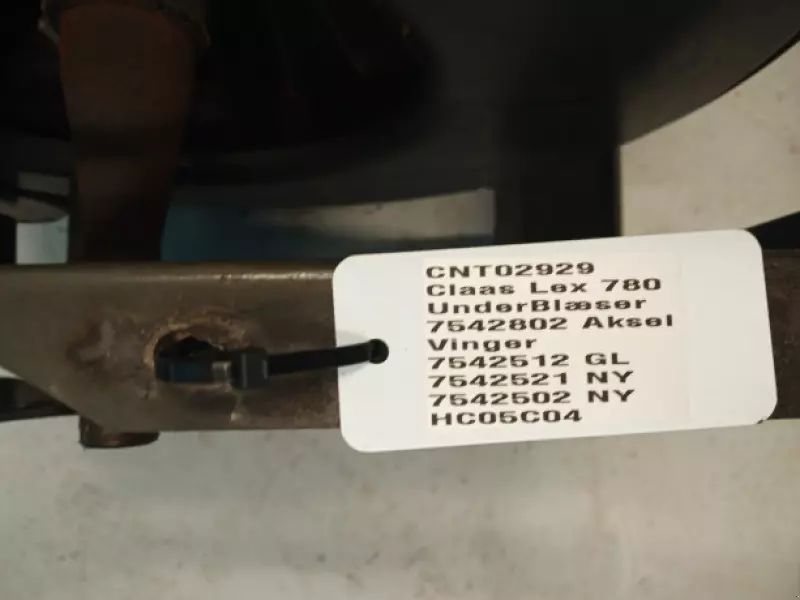 CNT02929
Claas Lex 780
UnderBlæser
7542802 Aksel
Vinger
7542512 GL
7542521 NY
7542502 NY
HC05C04